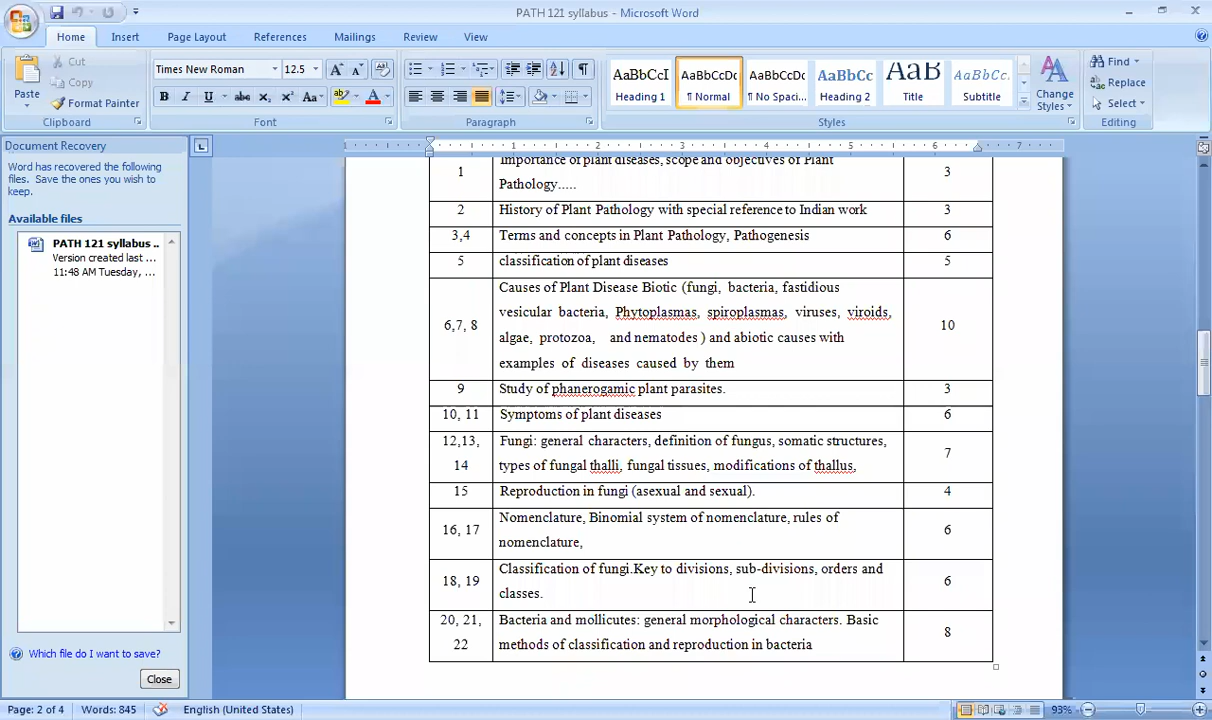 PATH 121 syllabus - Microsoft Word
Home Insert Page Layout References Mailings Review View
Paste
Cut
Copy
Format Painter
Clipboard
Times New Roman 12.5
B I U abc x₂ x² Aa
Font
Paragraph
AaBbCcI AaBbCcDc AaBbCcDc AaBbCc AaB AaBbCc.
Heading 1 ¶ Normal ¶ No Spaci... Heading 2 Title Subtitle
Change Styles
Styles
Find
Replace
Select
Editing
Document Recovery
Word has recovered the following
files. Save the ones you wish to
keep.
Available files
PATH 121 syllabus ..
Version created last ...
11:48 AM Tuesday, ...
Which file do I want to save?
Close
1 1 2 3 4 5 6 7
1 Importance of plant diseases, scope and objectives of Plant 3
Pathology.....
2 History of Plant Pathology with special reference to Indian work 3
3,4 Terms and concepts in Plant Pathology, Pathogenesis 6
5 classification of plant diseases 5
Causes of Plant Disease Biotic (fungi, bacteria, fastidious
vesicular bacteria, Phytoplasmas, spiroplasmas, viruses, viroids,
6,7, 8 algae, protozoa, and nematodes ) and abiotic causes with 10
examples of diseases caused by them
9 Study of phanerogamic plant parasites. 3
10, 11 Symptoms of plant diseases 6
12,13, Fungi: general characters, definition of fungus, somatic structures, 7
14 types of fungal thalli, fungal tissues, modifications of thallus,
15 Reproduction in fungi (asexual and sexual). 4
16, 17 Nomenclature, Binomial system of nomenclature, rules of 6
nomenclature,
18, 19 Classification of fungi.Key to divisions, sub-divisions, orders and 6
classes.
20, 21, Bacteria and mollicutes: general morphological characters. Basic 8
22 methods of classification and reproduction in bacteria
Page: 2 of 4 Words: 845 English (United States) 93%